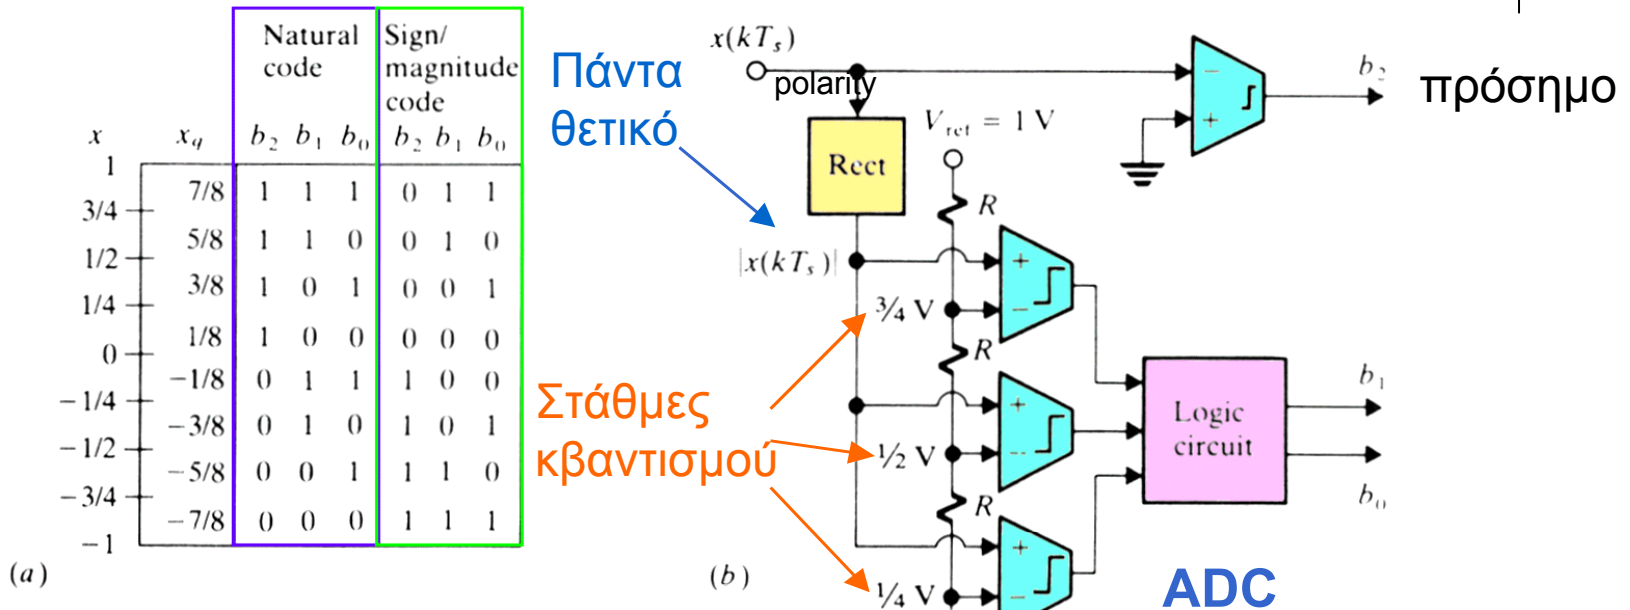 Natural code
Sign/ magnitude code
x x_q b₂ b₁ b₀ b₂ b₁ b₀
1
7/8 1 1 1 0 1 1
3/4
5/8 1 1 0 0 1 0
1/2
3/8 1 0 1 0 0 1
1/4
1/8 1 0 0 0 0 0
0
−1/8 0 1 1 1 0 0
− 1/4
−3/8 0 1 0 1 0 1
− 1/2
−5/8 0 0 1 1 1 0
− 3/4
−7/8 0 0 0 1 1 1
− 1
(a)
Πάντα
θετικό
Στάθμες
κβαντισμού
x(kTₛ)
polarity
− +
b₂
πρόσημο
Rect
V_ref = 1 V
R
|x(kTₛ)|
+
3/4 V −
R
+
1/2 V −
R
+
1/4 V −
Logic
circuit
b₁
b₀
(b)
ADC